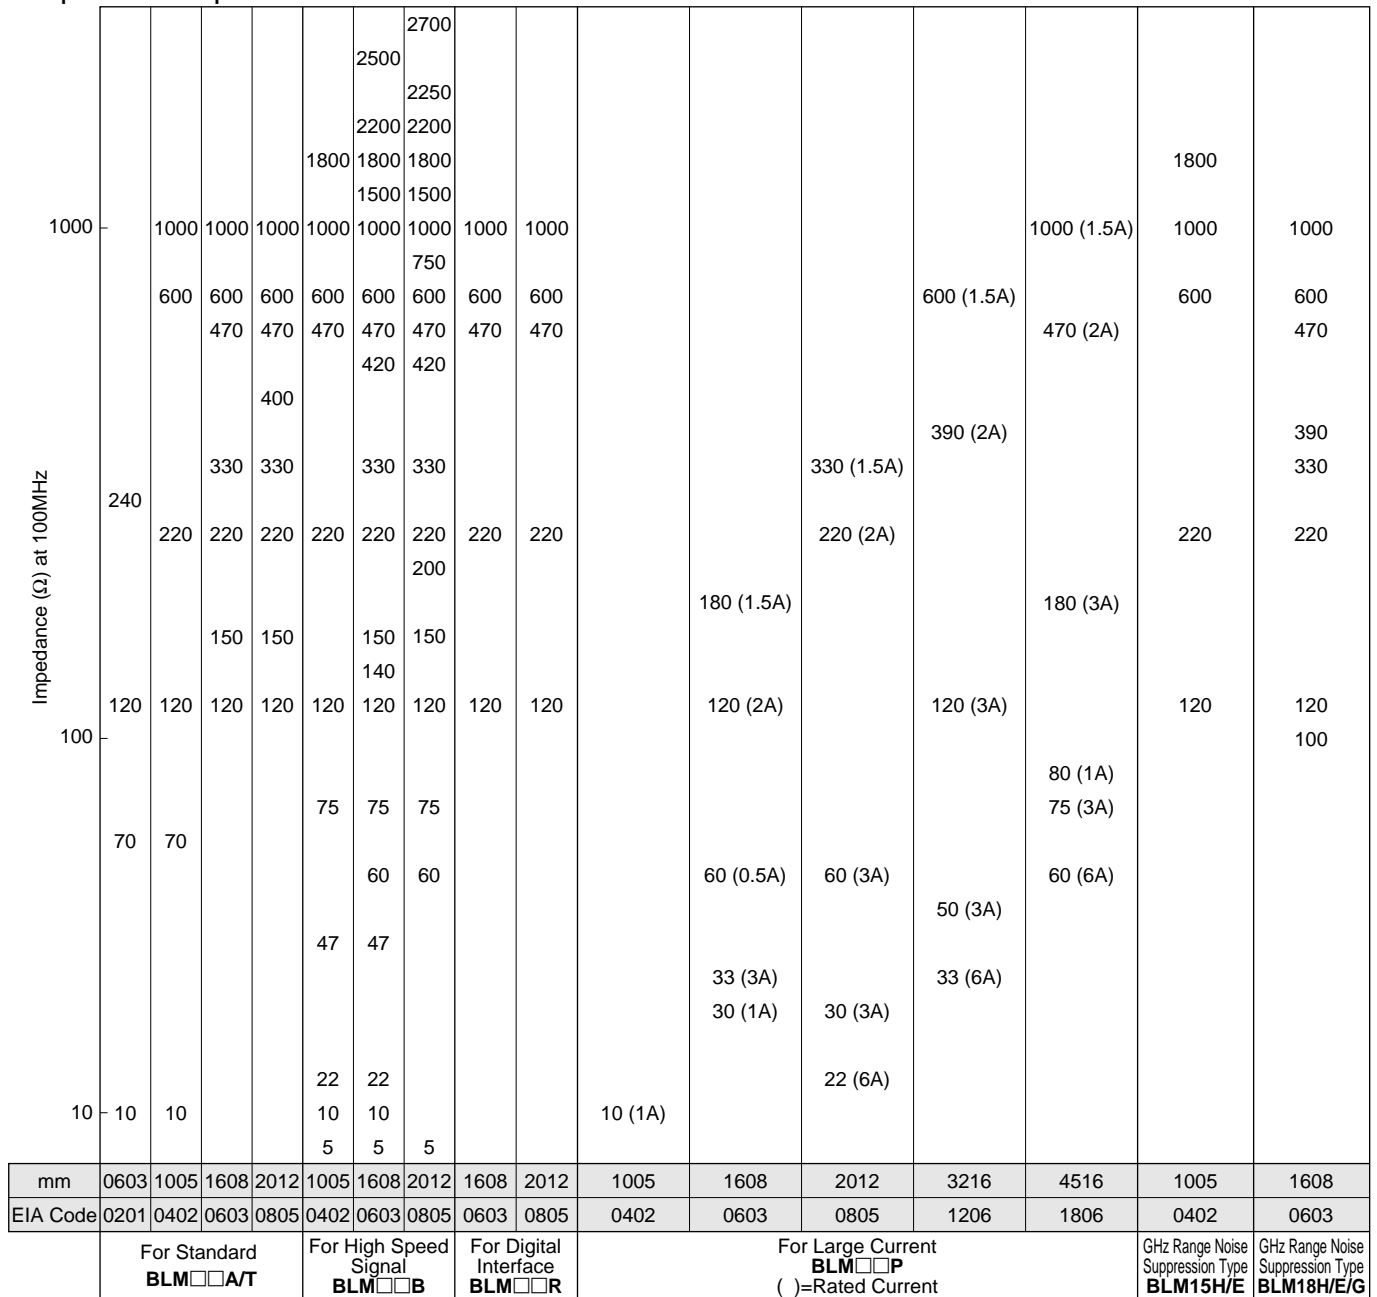 2700
2500
2250
2200 2200
1800 1800 1800 1800
1500 1500
1000 1000 1000 1000 1000 1000 1000 1000 1000 1000 (1.5A) 1000 1000
750
600 600 600 600 600 600 600 600 600 (1.5A) 600 600
470 470 470 470 470 470 470 470 (2A) 470
420 420
400
390 (2A) 390
330 330 330 330 330 (1.5A) 330
240
220 220 220 220 220 220 220 220 220 (2A) 220 220
200
180 (1.5A) 180 (3A)
150 150 150 150
140
120 120 120 120 120 120 120 120 120 120 (2A) 120 (3A) 120 120
100 100
80 (1A)
75 75 75 75 (3A)
70 70
60 60 60 (0.5A) 60 (3A) 60 (6A)
50 (3A)
47 47
33 (3A) 33 (6A)
30 (1A) 30 (3A)
22 22 22 (6A)
10 10 10 10 10 10 (1A)
5 5 5
Impedance (Ω) at 100MHz
mm 0603 1005 1608 2012 1005 1608 2012 1608 2012 1005 1608 2012 3216 4516 1005 1608
EIA Code 0201 0402 0603 0805 0402 0603 0805 0603 0805 0402 0603 0805 1206 1806 0402 0603
For Standard
BLM□□A/T
For High Speed
Signal
BLM□□B
For Digital
Interface
BLM□□R
For Large Current
BLM□□P
( )=Rated Current
GHz Range Noise
Suppression Type
BLM15H/E
GHz Range Noise
Suppression Type
BLM18H/E/G